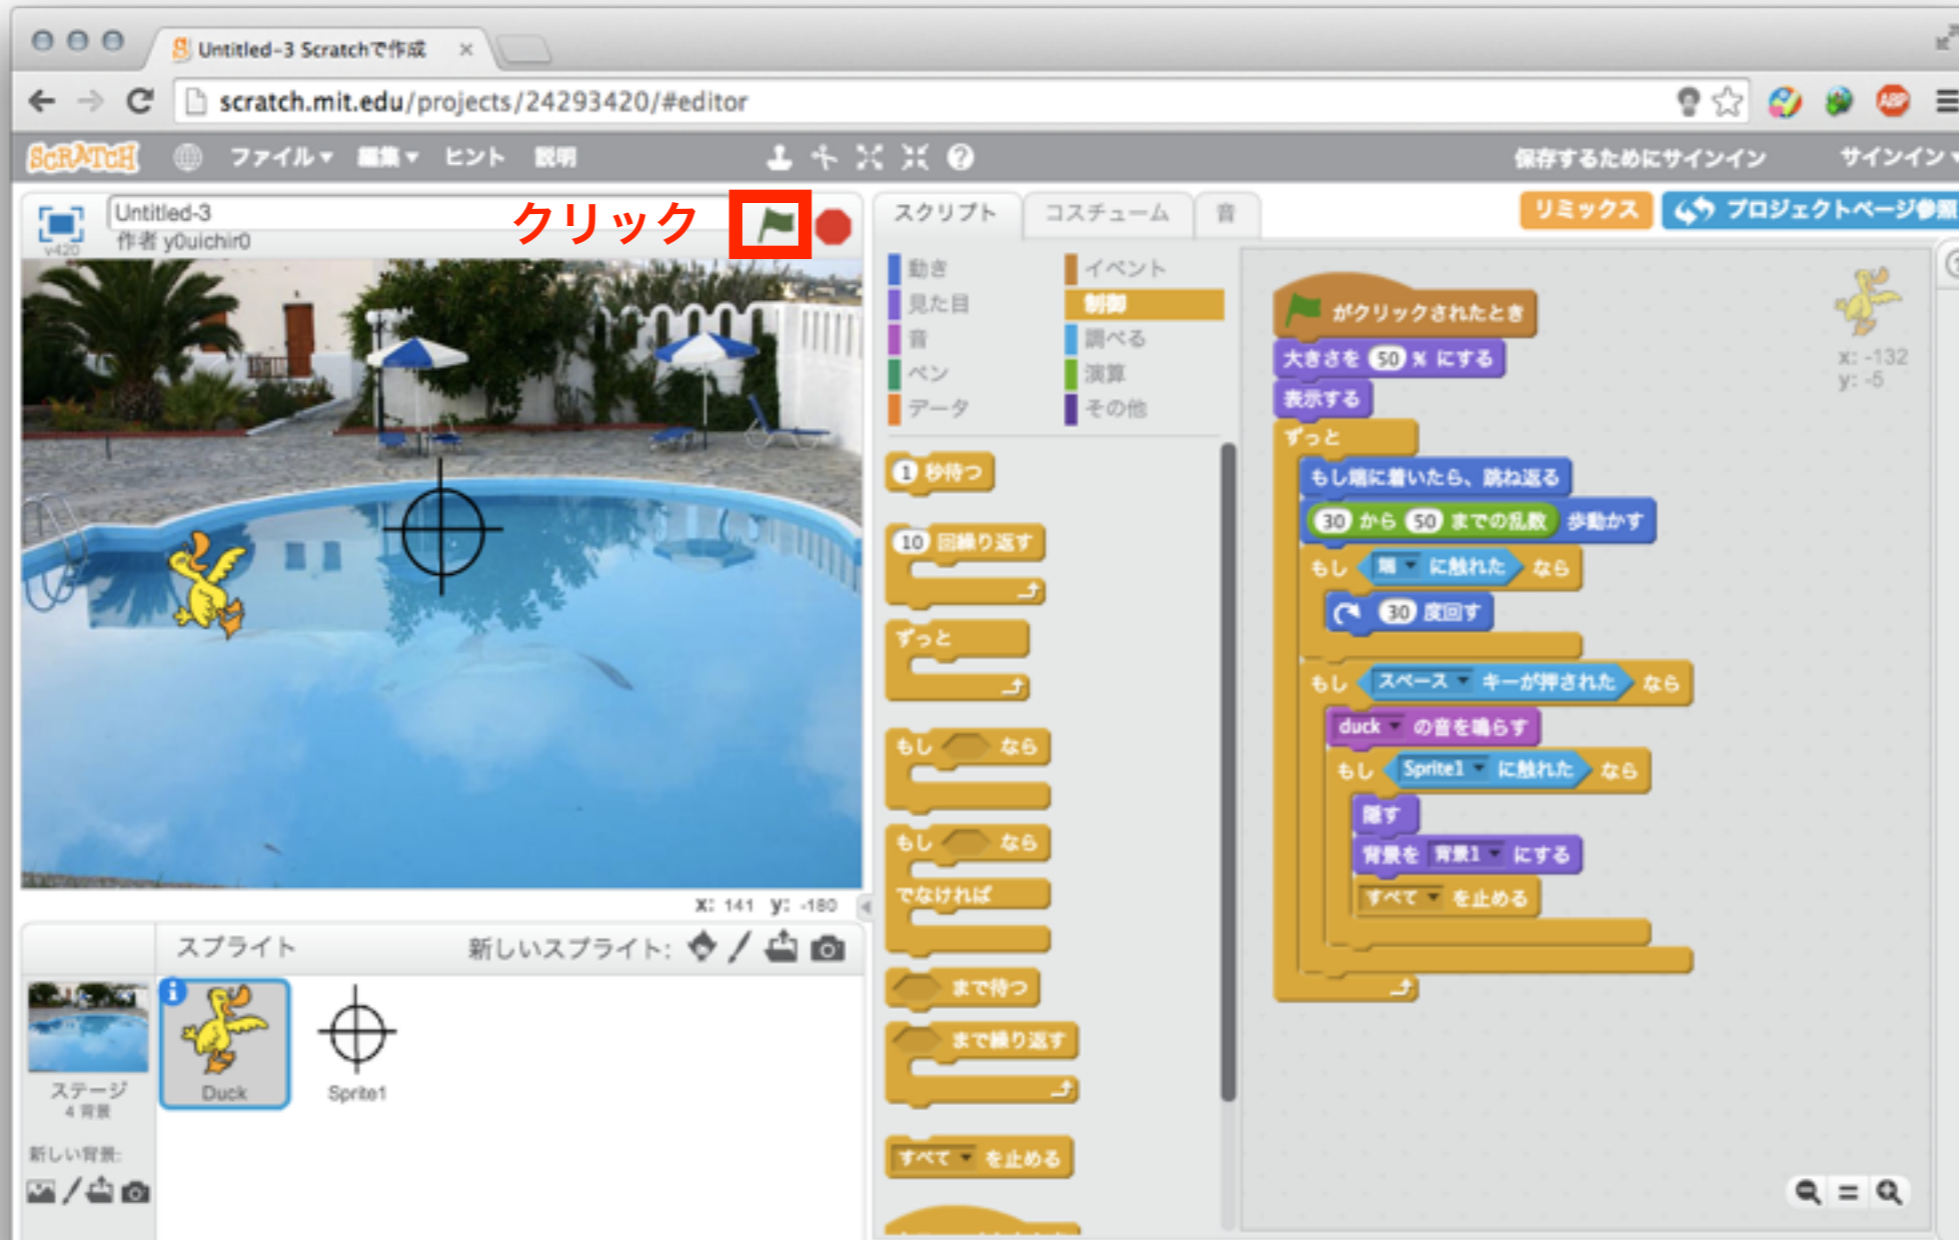 Untitled-3 Scratchで作成
scratch.mit.edu/projects/24293420/#editor
SCRATCH ファイル 編集 ヒント 説明 保存するためにサインイン サインイン
v420
Untitled-3
作者 y0uichir0
クリック
スクリプト コスチューム 音
リミックス プロジェクトページ参照
動き イベント
見た目 制御
音 調べる
ペン 演算
データ その他
1 秒待つ
10 回繰り返す
ずっと
もし なら
もし なら
でなければ
まで待つ
まで繰り返す
すべて を止める
がクリックされたとき
大きさを 50 % にする
表示する
ずっと
もし端に着いたら、跳ね返る
30 から 50 までの乱数 歩動かす
もし 端 に触れた なら
30 度回す
もし スペース キーが押された なら
duck の音を鳴らす
もし Sprite1 に触れた なら
隠す
背景を 背景1 にする
すべて を止める
x: -132
y: -5
x: 141 y: -180
スプライト 新しいスプライト:
ステージ
4 背景
新しい背景:
Duck
Sprite1